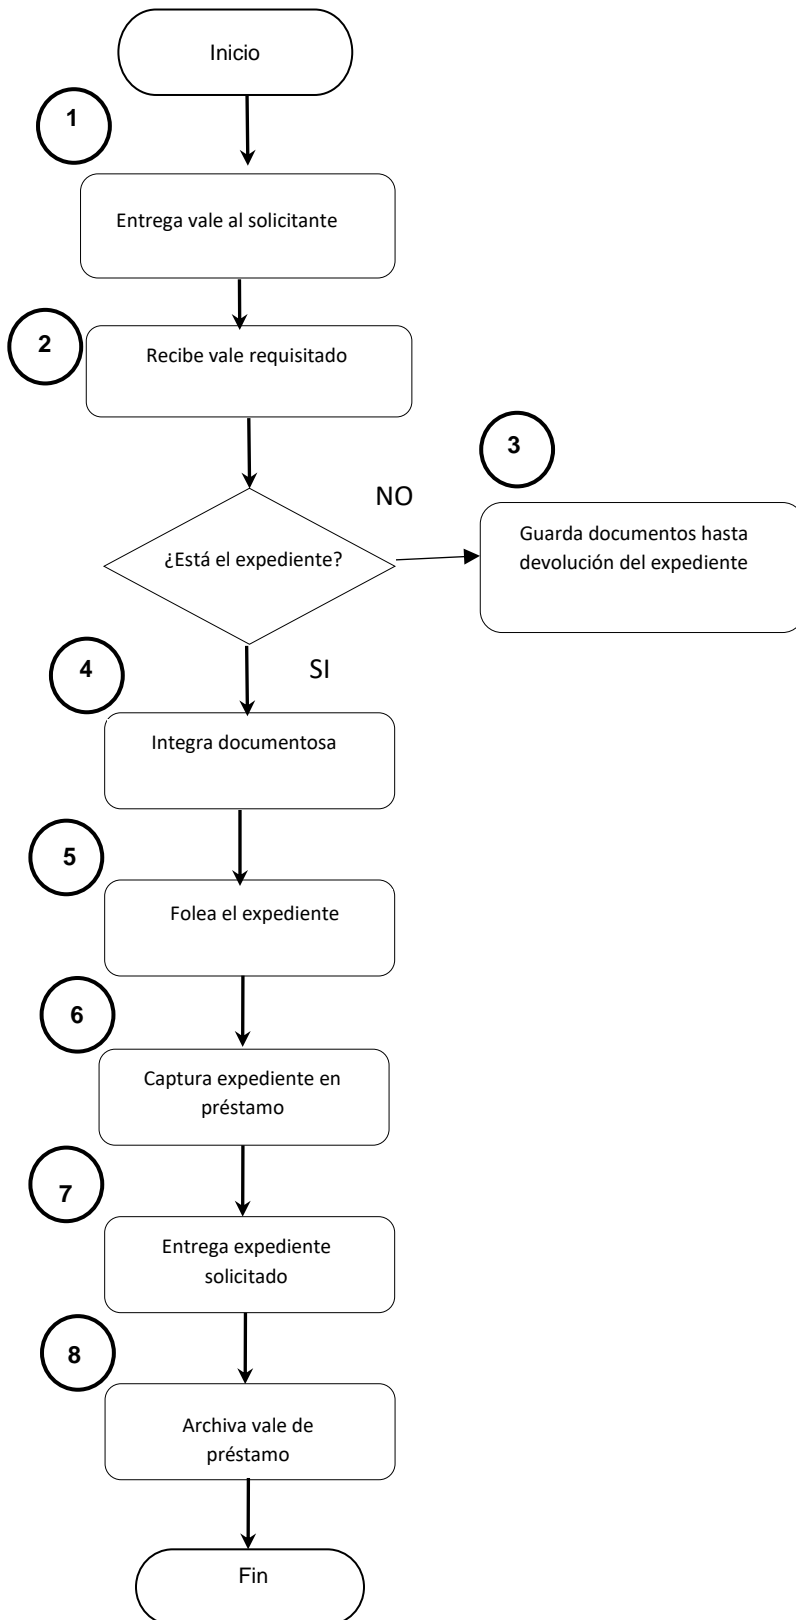 Inicio
1
Entrega vale al solicitante
2
Recibe vale requisitado
3
NO
Guarda documentos hasta
devolución del expediente
¿Está el expediente?
4
SI
Integra documentosa
5
Folea el expediente
6
Captura expediente en
préstamo
7
Entrega expediente
solicitado
8
Archiva vale de
préstamo
Fin